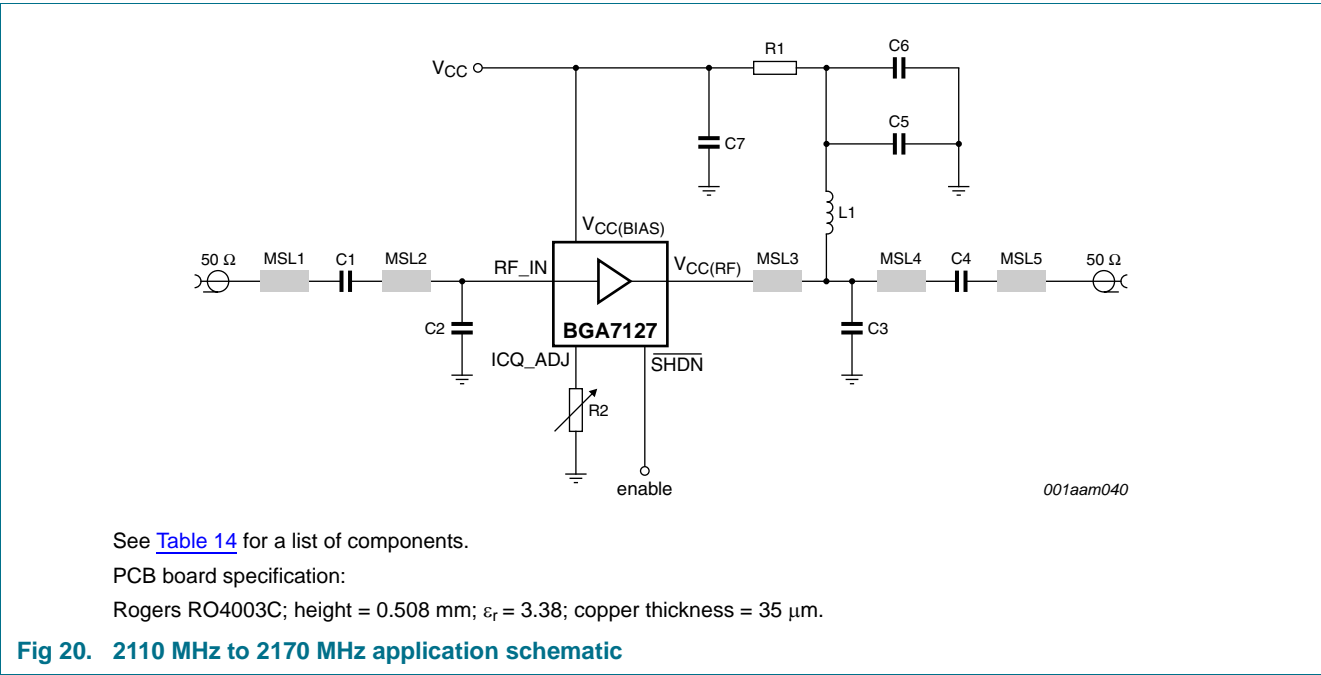 R1
C6
V_CC
C5
C7
L1
V_CC(BIAS)
50 Ω
MSL1
C1
MSL2
RF_IN
V_CC(RF)
MSL3
MSL4
C4
MSL5
50 Ω
C2
BGA7127
C3
ICQ_ADJ
SHDN
R2
enable
001aam040
See Table 14 for a list of components.
PCB board specification:
Rogers RO4003C; height = 0.508 mm; εr = 3.38; copper thickness = 35 μm.
Fig 20. 2110 MHz to 2170 MHz application schematic